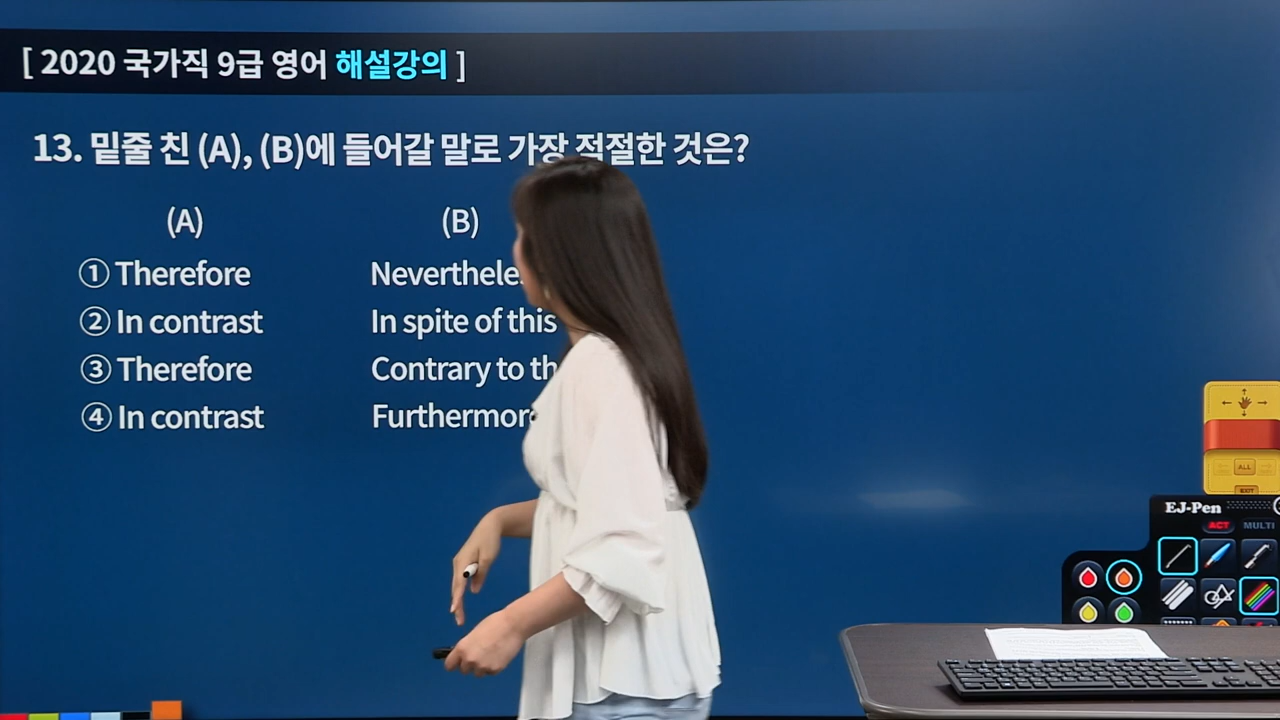 [ 2020 국가직 9급 영어 해설강의 ]
13. 밑줄 친 (A), (B)에 들어갈 말로 가장 적절한 것은?
(A) (B)
① Therefore
② In contrast In spite of this
③ Therefore Contrary to
④ In contrast
ALL
EXIT
EJ-Pen
ACT MULTI